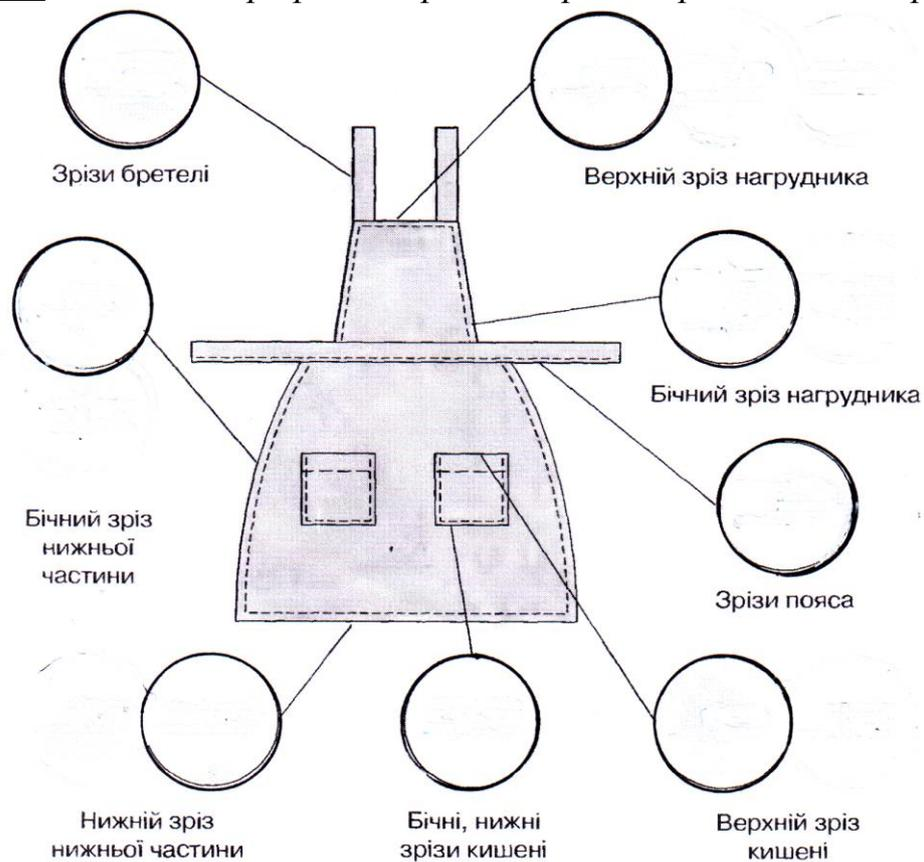 Зрізи бретелі
Верхній зріз нагрудника
Бічний зріз нагрудника
Бічний зріз
нижньої
частини
Зрізи пояса
Нижній зріз
нижньої частини
Бічні, нижні
зрізи кишені
Верхній зріз
кишені